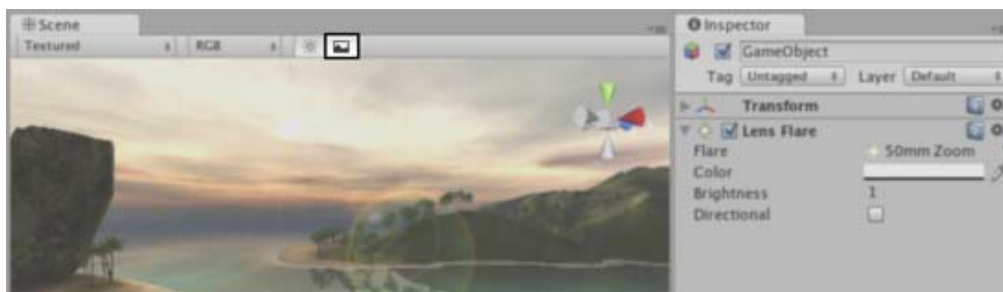 Scene
Textured RGB
Inspector
GameObject
Tag Untagged Layer Default
Transform
Lens Flare
Flare 50mm Zoom
Color
Brightness 1
Directional